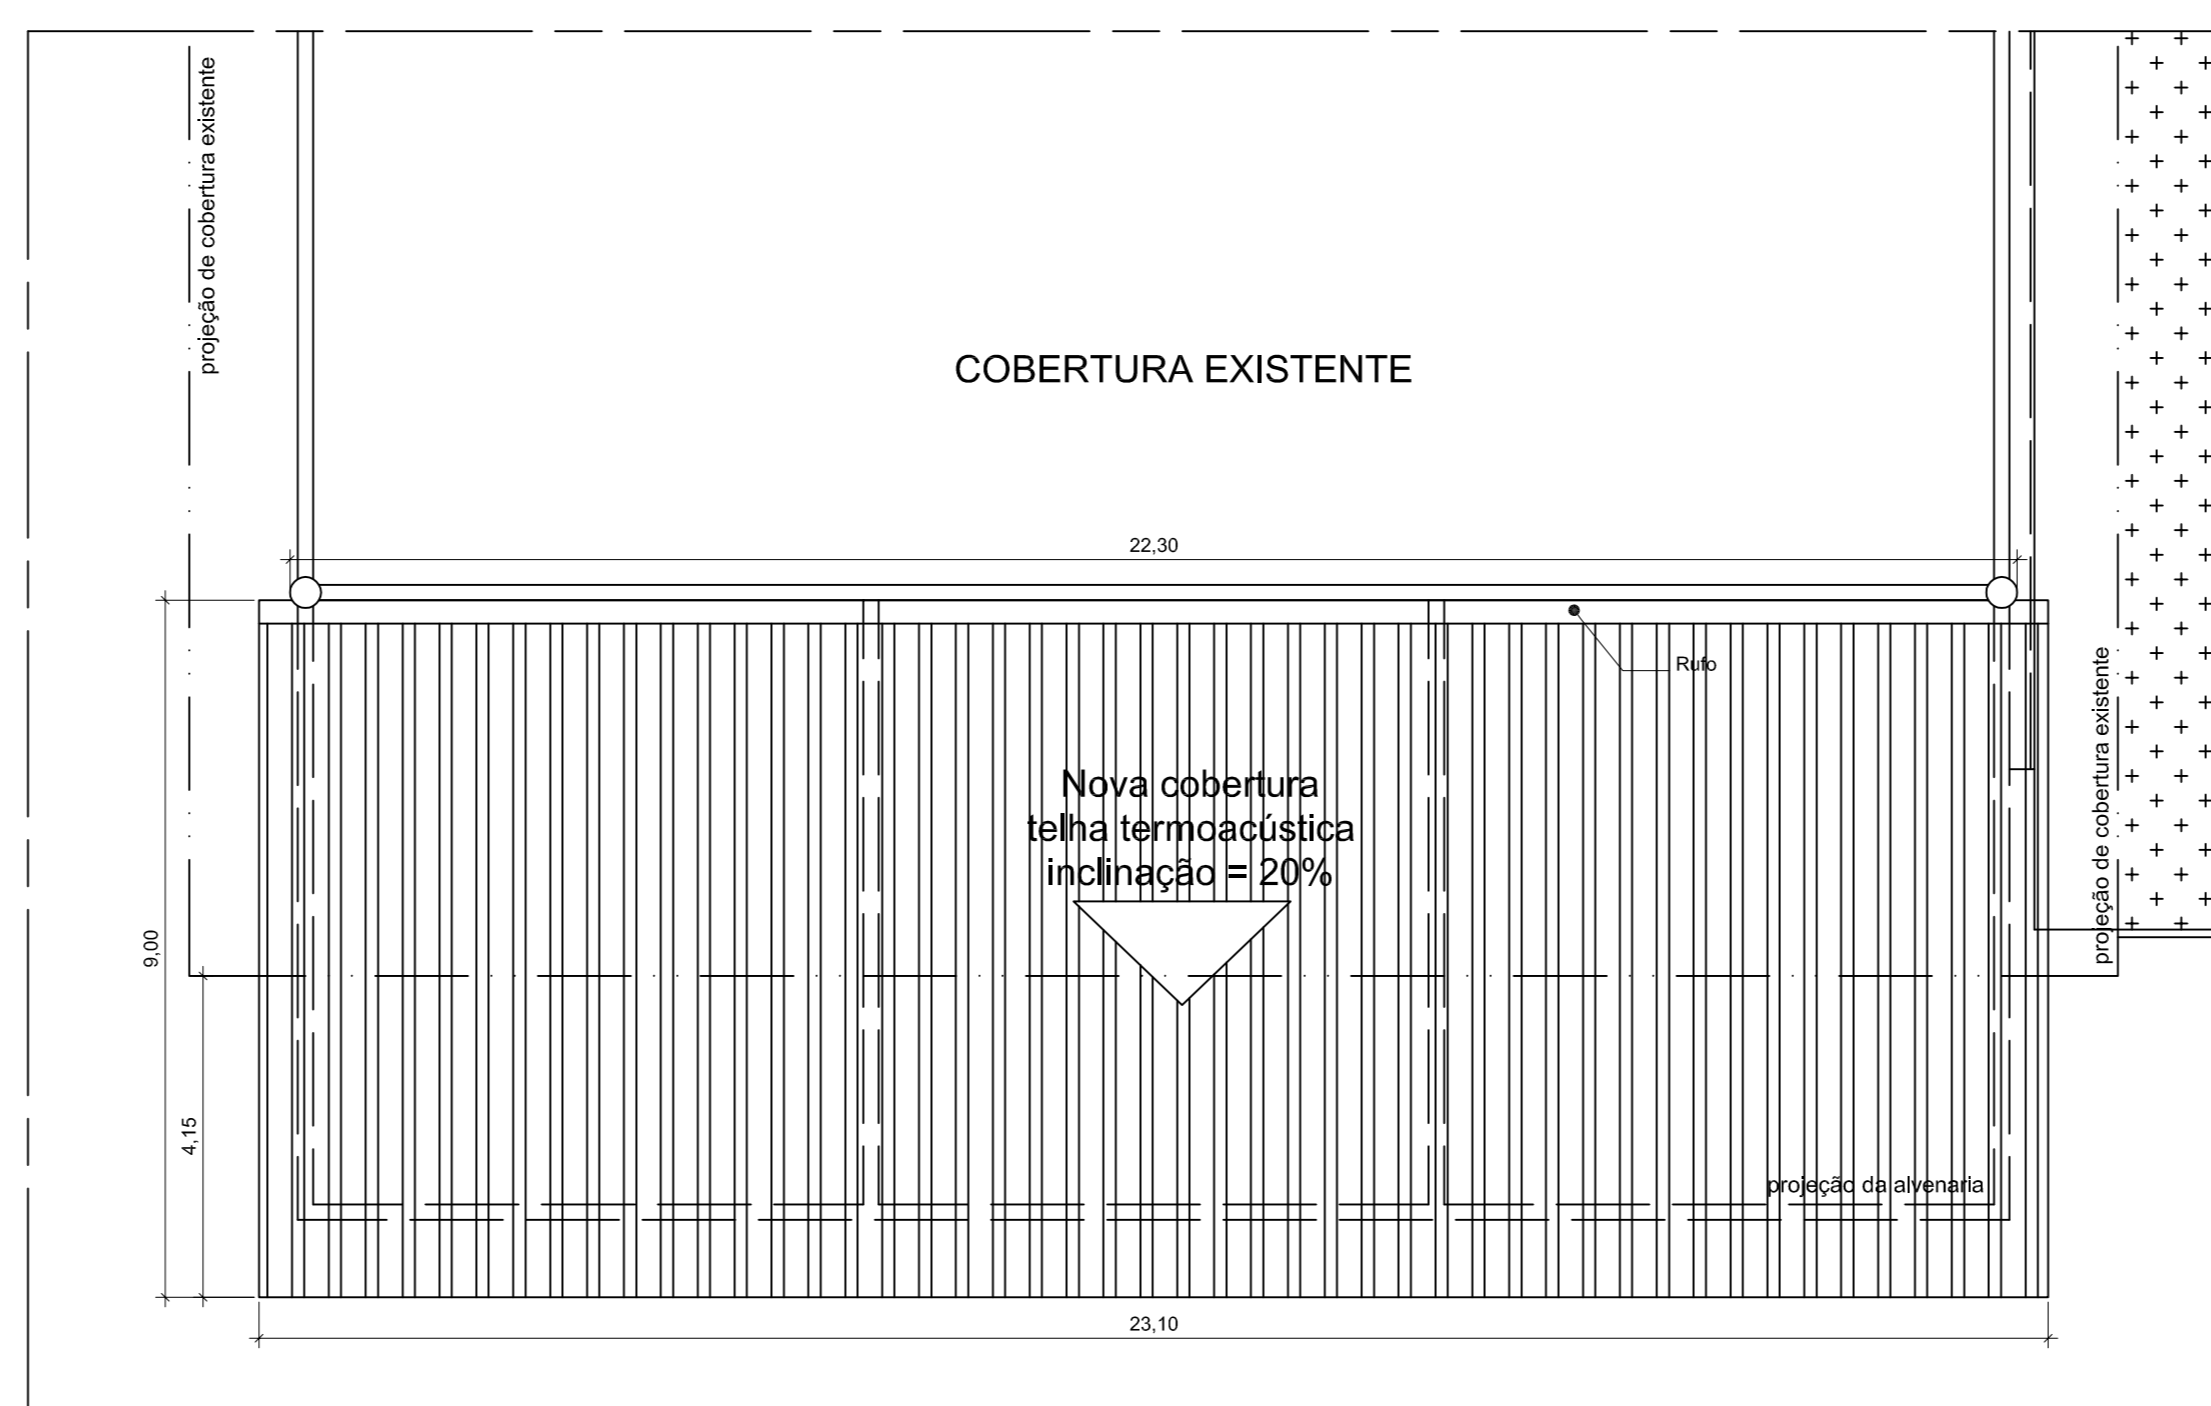 projeção de cobertura existente
COBERTURA EXISTENTE
22,30
Rufo
projeção de cobertura existente
Nova cobertura
telha termoacústica
inclinação = 20%
9,00
4,15
projeção da alvenaria
23,10